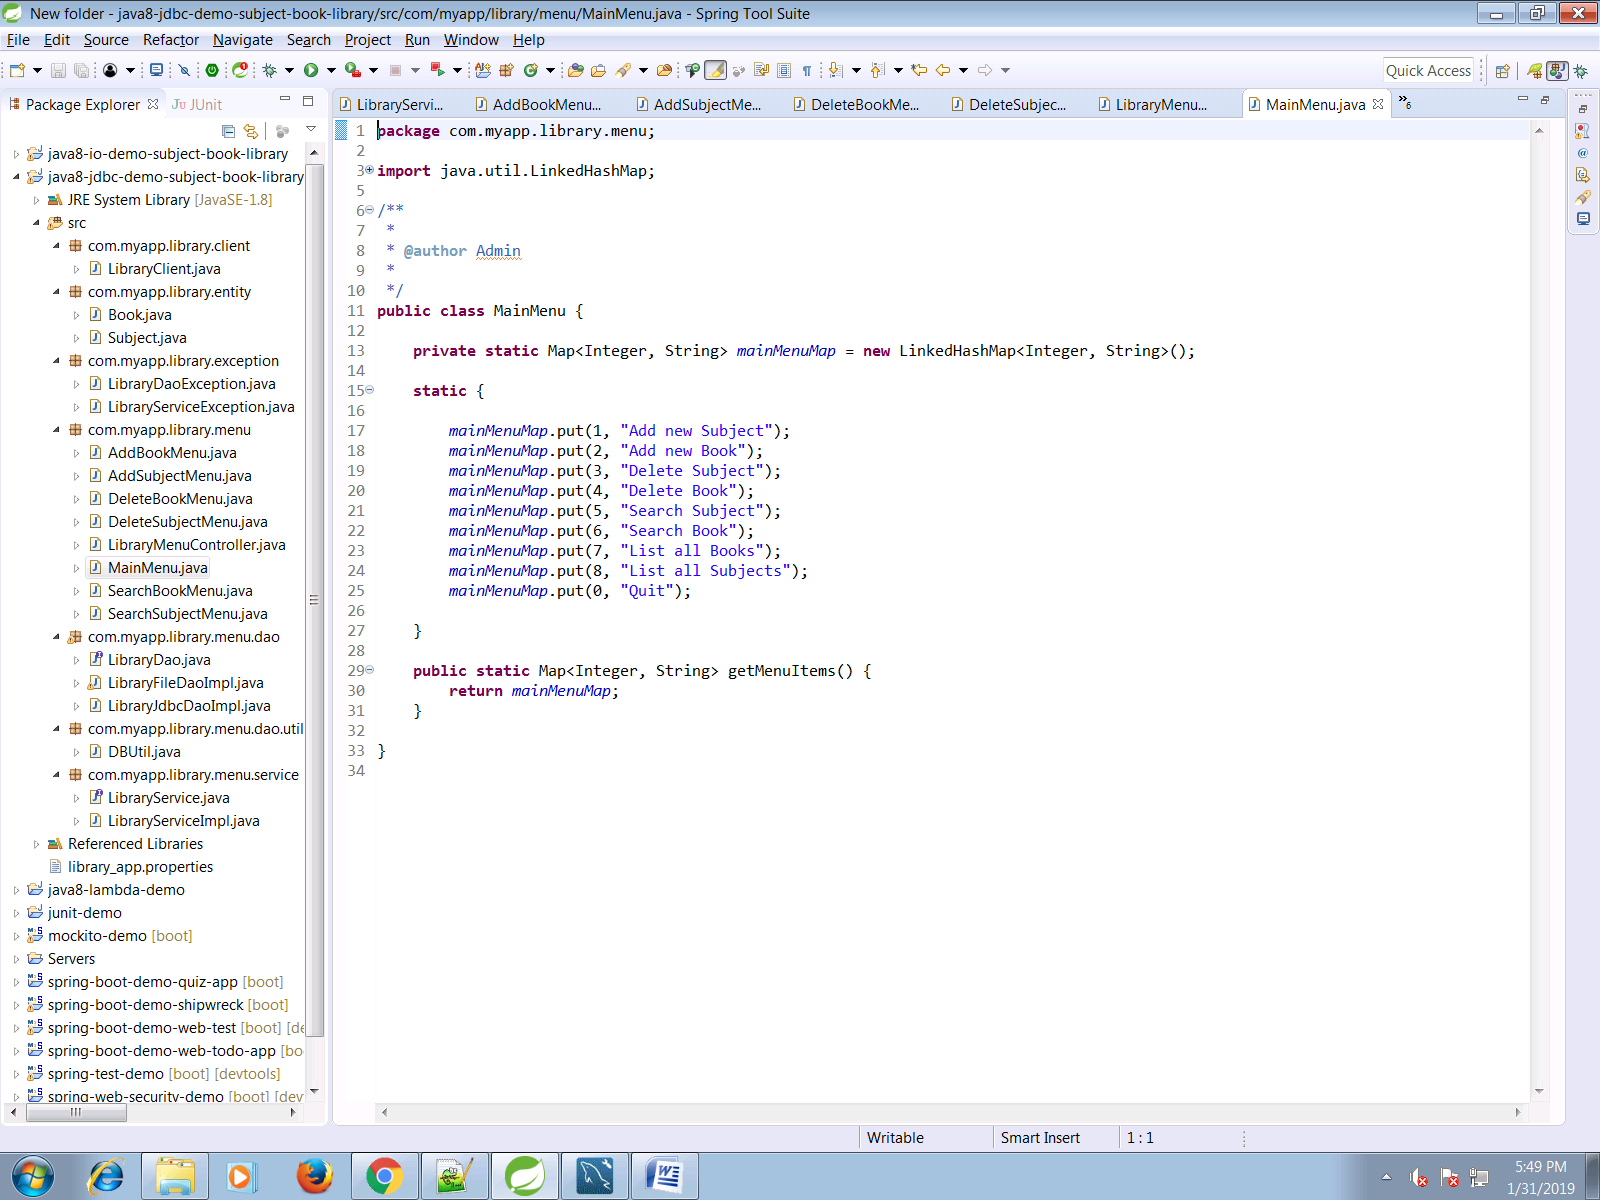 New folder - java8-jdbc-demo-subject-book-library/src/com/myapp/library/menu/MainMenu.java - Spring Tool Suite
File Edit Source Refactor Navigate Search Project Run Window Help
Quick Access
Package Explorer JUnit
LibraryServi... AddBookMenu... AddSubjectMe... DeleteBookMe... DeleteSubjec... LibraryMenu... MainMenu.java »6
java8-io-demo-subject-book-library
java8-jdbc-demo-subject-book-library
JRE System Library [JavaSE-1.8]
src
com.myapp.library.client
LibraryClient.java
com.myapp.library.entity
Book.java
Subject.java
com.myapp.library.exception
LibraryDaoException.java
LibraryServiceException.java
com.myapp.library.menu
AddBookMenu.java
AddSubjectMenu.java
DeleteBookMenu.java
DeleteSubjectMenu.java
LibraryMenuController.java
MainMenu.java
SearchBookMenu.java
SearchSubjectMenu.java
com.myapp.library.menu.dao
LibraryDao.java
LibraryFileDaoImpl.java
LibraryJdbcDaoImpl.java
com.myapp.library.menu.dao.util
DBUtil.java
com.myapp.library.menu.service
LibraryService.java
LibraryServiceImpl.java
Referenced Libraries
library_app.properties
java8-lambda-demo
junit-demo
mockito-demo [boot]
Servers
spring-boot-demo-quiz-app [boot]
spring-boot-demo-shipwreck [boot]
spring-boot-demo-web-test [boot] [de
spring-boot-demo-web-todo-app [bo
spring-test-demo [boot] [devtools]
spring-web-security-demo [boot] [dev
1 package com.myapp.library.menu;
2
3 import java.util.LinkedHashMap;
5
6 /**
7  *
8  * @author Admin
9  *
10  */
11 public class MainMenu {
12
13     private static Map<Integer, String> mainMenuMap = new LinkedHashMap<Integer, String>();
14
15     static {
16
17         mainMenuMap.put(1, "Add new Subject");
18         mainMenuMap.put(2, "Add new Book");
19         mainMenuMap.put(3, "Delete Subject");
20         mainMenuMap.put(4, "Delete Book");
21         mainMenuMap.put(5, "Search Subject");
22         mainMenuMap.put(6, "Search Book");
23         mainMenuMap.put(7, "List all Books");
24         mainMenuMap.put(8, "List all Subjects");
25         mainMenuMap.put(0, "Quit");
26
27     }
28
29     public static Map<Integer, String> getMenuItems() {
30         return mainMenuMap;
31     }
32
33 }
34
Writable Smart Insert 1 : 1
5:49 PM
1/31/2019